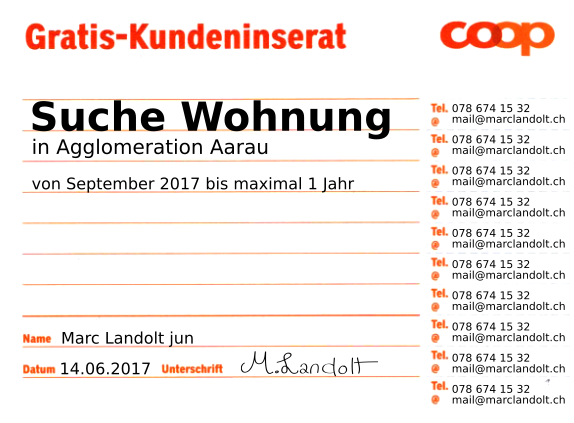 Gratis-Kundeninserat
coop
Suche Wohnung
in Agglomeration Aarau
von September 2017 bis maximal 1 Jahr
Name Marc Landolt jun
Datum 14.06.2017 Unterschrift M.Landolt
Tel. 078 674 15 32
@ mail@marclandolt.ch
Tel. 078 674 15 32
@ mail@marclandolt.ch
Tel. 078 674 15 32
@ mail@marclandolt.ch
Tel. 078 674 15 32
@ mail@marclandolt.ch
Tel. 078 674 15 32
@ mail@marclandolt.ch
Tel. 078 674 15 32
@ mail@marclandolt.ch
Tel. 078 674 15 32
@ mail@marclandolt.ch
Tel. 078 674 15 32
@ mail@marclandolt.ch
Tel. 078 674 15 32
@ mail@marclandolt.ch
Tel. 078 674 15 32
@ mail@marclandolt.ch